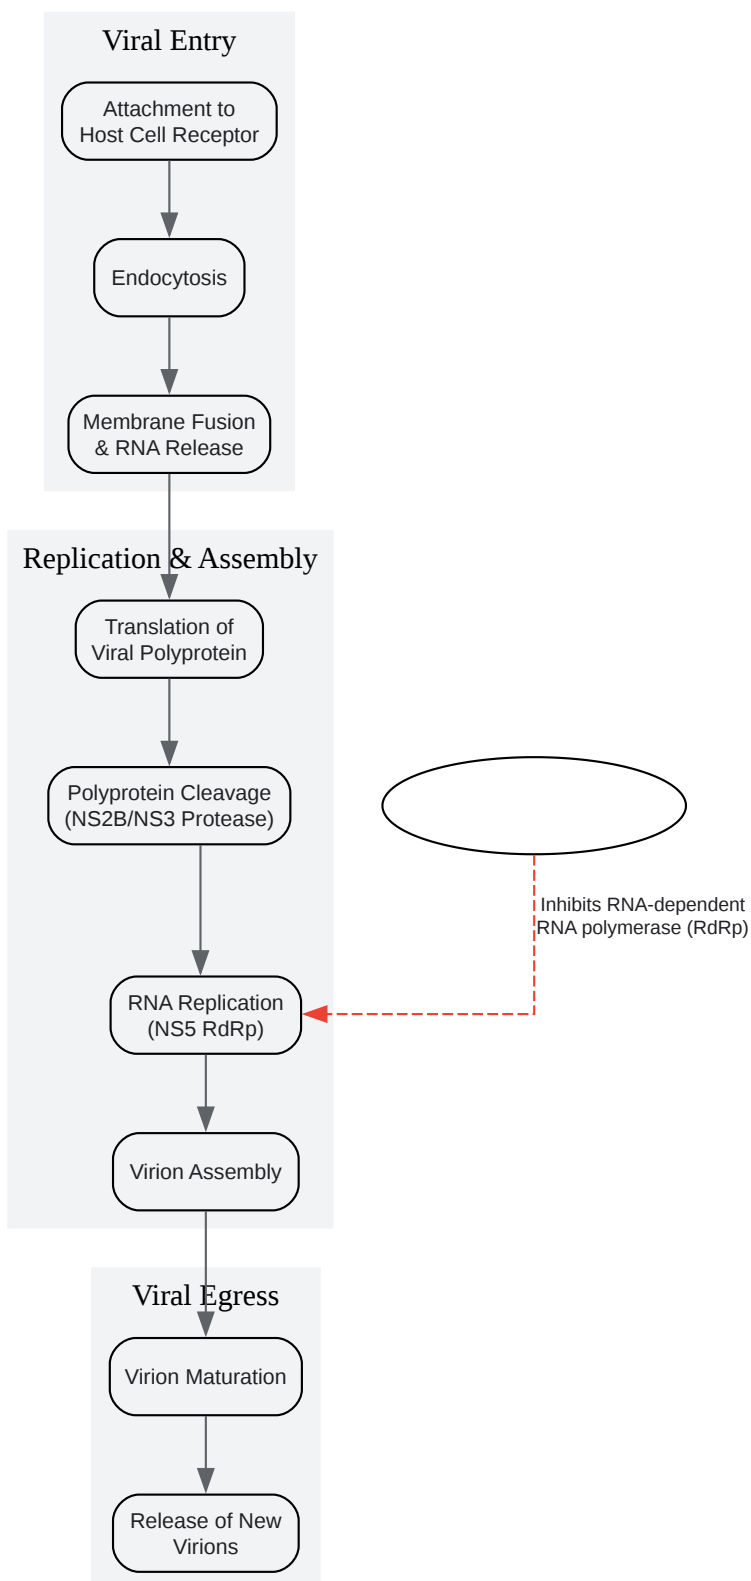 Viral Entry
Attachment to
Host Cell Receptor
Endocytosis
Membrane Fusion
& RNA Release
Replication & Assembly
Translation of
Viral Polyprotein
Polyprotein Cleavage
(NS2B/NS3 Protease)
Inhibits RNA-dependent
RNA polymerase (RdRp)
RNA Replication
(NS5 RdRp)
Virion Assembly
Viral Egress
Virion Maturation
Release of New
Virions